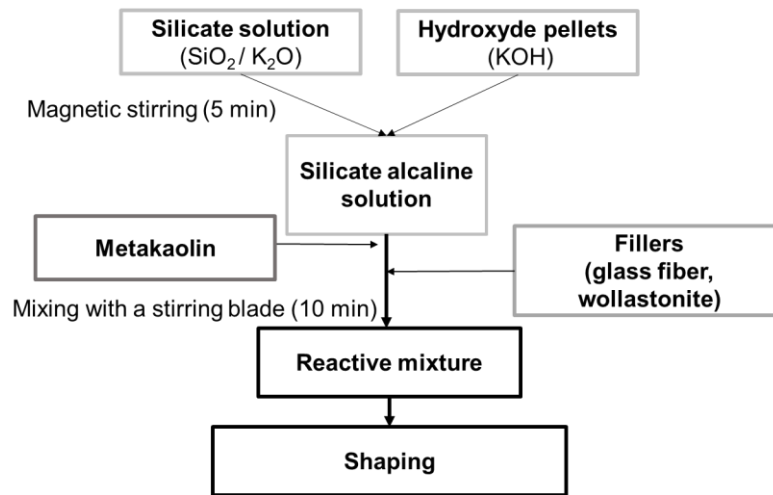 Silicate solution
(SiO₂ / K₂O)
Hydroxyde pellets
(KOH)
Magnetic stirring (5 min)
Silicate alcaline
solution
Metakaolin
Fillers
(glass fiber,
wollastonite)
Mixing with a stirring blade (10 min)
Reactive mixture
Shaping